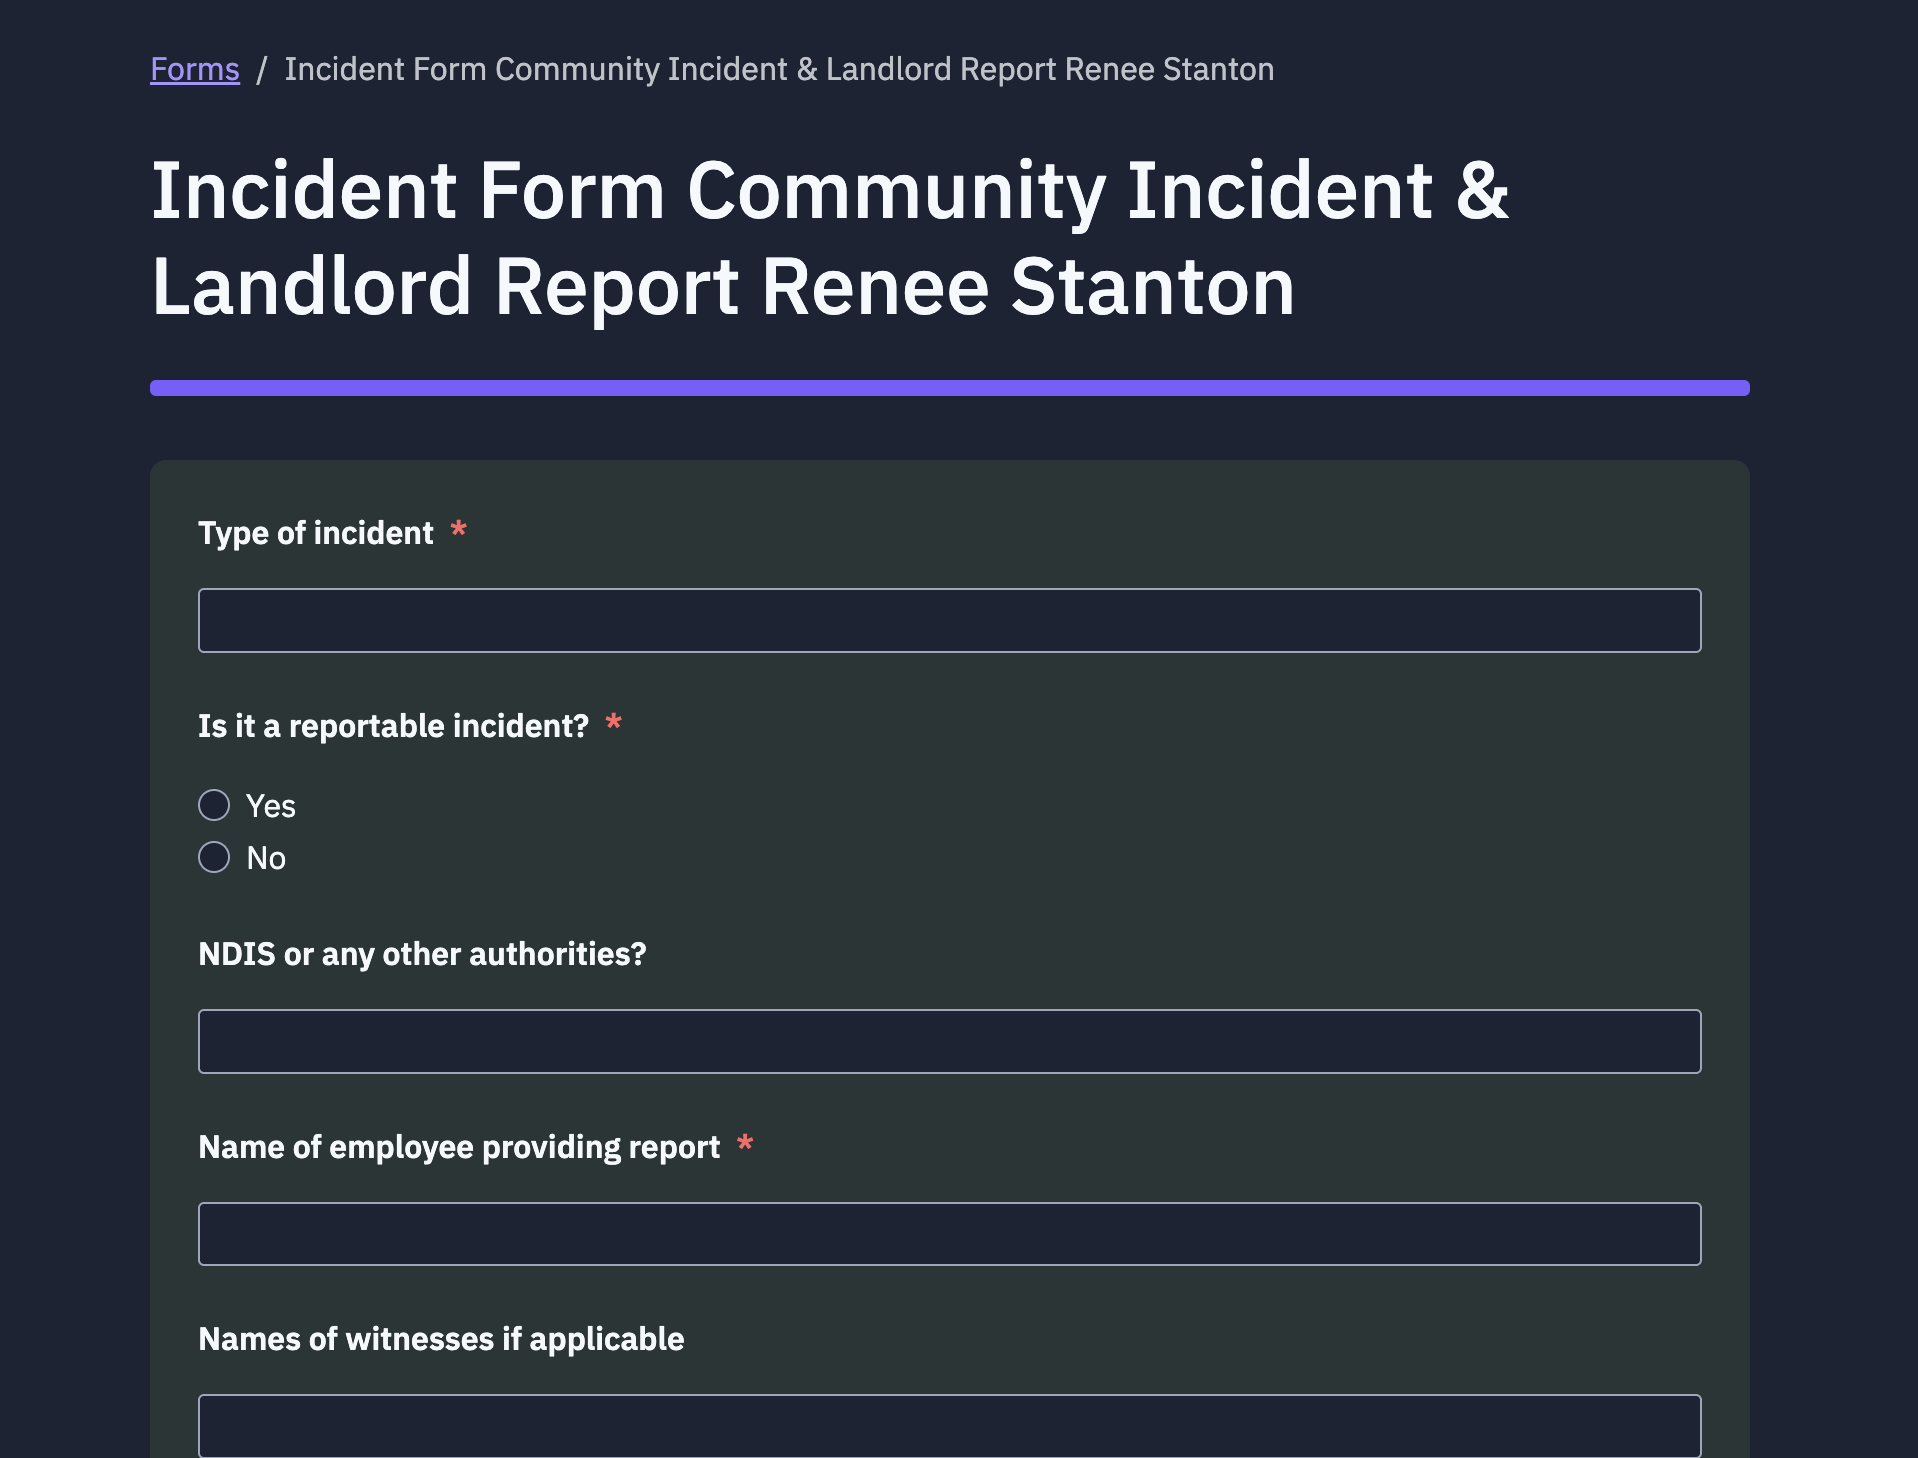 Forms / Incident Form Community Incident & Landlord Report Renee Stanton
Incident Form Community Incident &
Landlord Report Renee Stanton
Type of incident *
Is it a reportable incident? *
Yes
No
NDIS or any other authorities?
Name of employee providing report *
Names of witnesses if applicable